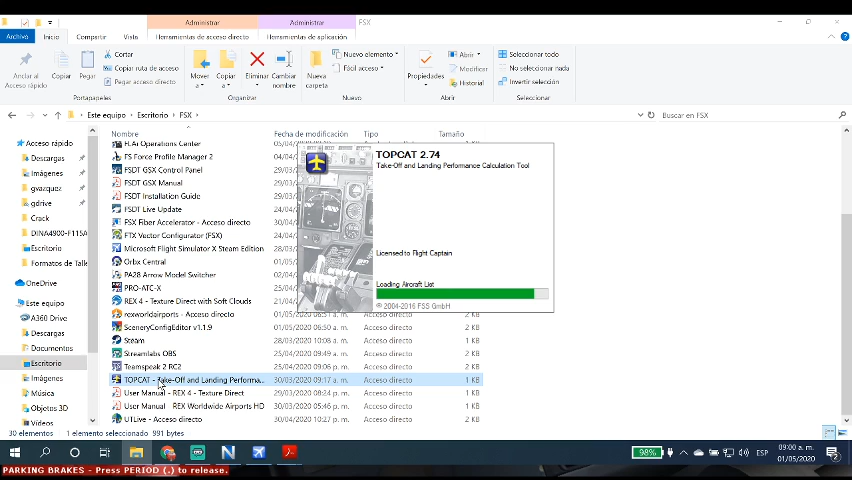 Administrar
Administrar
FSX
Archivo
Inicio
Compartir
Vista
Herramientas de acceso directo
Herramientas de aplicación
Anclar al
Acceso rápido
Copiar
Pegar
Cortar
Copiar ruta de acceso
Pegar acceso directo
Portapapeles
Mover
a
Copiar
a
Eliminar
Cambiar
nombre
Organizar
Nueva
carpeta
Nuevo elemento
Fácil acceso
Nuevo
Propiedades
Abrir
Modificar
Historial
Abrir
Seleccionar todo
No seleccionar nada
Invertir selección
Seleccionar
Este equipo > Escritorio > FSX >
Buscar en FSX
Nombre
Fecha de modificación
Tipo
Tamaño
Acceso rápido
Descargas
Imágenes
gvazquez
gdrive
Crack
DINA4900-F115A
Escritorio
Formatos de Talle
OneDrive
Este equipo
A360 Drive
Descargas
Documentos
Escritorio
Imágenes
Música
Objetos 3D
Vídeos
FS Force Profile Manager 2
FSDT GSX Control Panel
FSDT GSX Manual
FSDT Installation Guide
FSDT Live Update
FSX Fiber Accelerator - Acceso directo
FTX Vector Configurator (FSX)
Microsoft Flight Simulator X Steam Edition
Orbx Central
PA28 Arrow Model Switcher
PRO-ATC-X
REX 4 - Texture Direct with Soft Clouds
rexworldairports - Acceso directo
01/05/2020 06:50 a. m. Acceso directo 2 KB
SceneryConfigEditor v1.1.9
01/05/2020 06:51 a. m. Acceso directo 2 KB
Steam
28/03/2020 10:08 a. m. Acceso directo 1 KB
Streamlabs OBS
30/04/2020 09:25 p. m. Acceso directo 2 KB
Teamspeak 2 RC2
30/04/2020 09:06 p. m. Acceso directo 2 KB
TOPCAT - Take-Off and Landing Performa...
30/03/2020 09:17 a. m. Acceso directo 1 KB
User Manual - REX 4 - Texture Direct
29/03/2020 08:24 p. m. Acceso directo 1 KB
User Manual - REX Worldwide Airports HD
30/03/2020 05:46 p. m. Acceso directo 2 KB
UTLive - Acceso directo
30/04/2020 10:27 p. m. Acceso directo 2 KB
TOPCAT 2.74
Take-Off and Landing Performance Calculation Tool
Licensed to Flight Captain
Loading Aircraft List
© 2004-2016 FSS GmbH
30 elementos
1 elemento seleccionado 991 bytes
98%
ESP
09:00 a. m.
01/05/2020
2
PARKING BRAKES - Press PERIOD (.) to release.